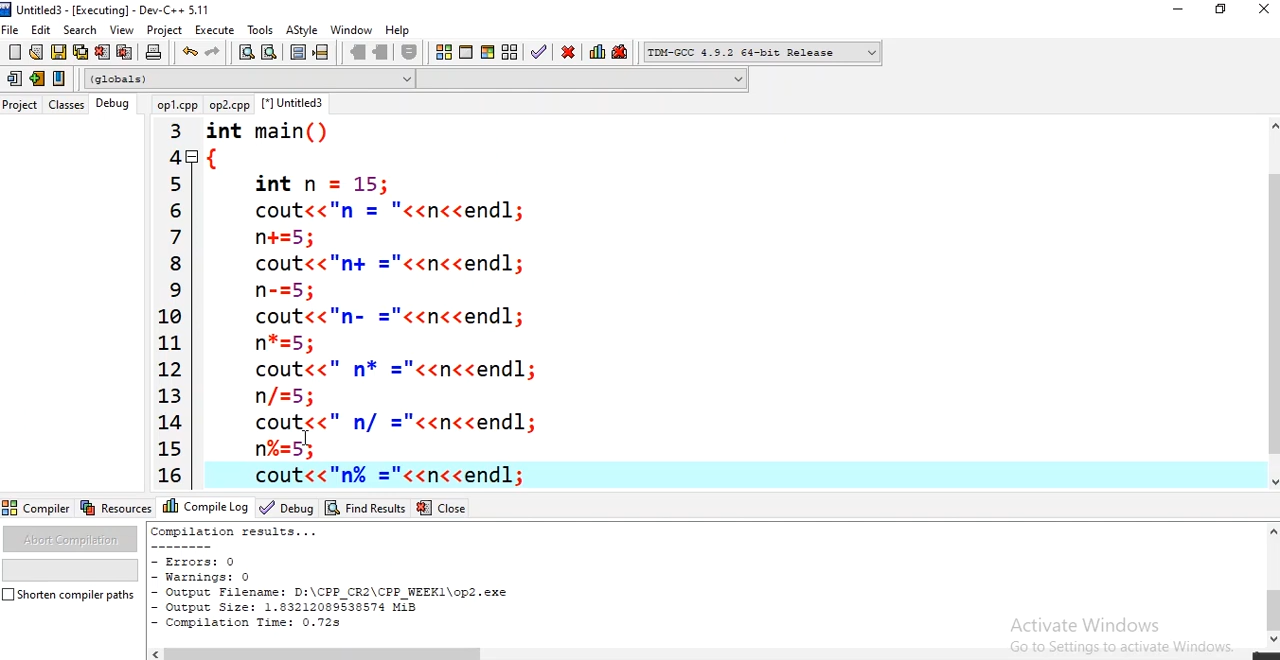 Untitled3 - [Executing] - Dev-C++ 5.11
File Edit Search View Project Execute Tools AStyle Window Help
TDM-GCC 4.9.2 64-bit Release
(globals)
Project Classes Debug op1.cpp op2.cpp [*] Untitled3
3 int main()
4 {
5 int n = 15;
6 cout<<"n = "<<n<<endl;
7 n+=5;
8 cout<<"n+ ="<<n<<endl;
9 n-=5;
10 cout<<"n- ="<<n<<endl;
11 n*=5;
12 cout<<" n* ="<<n<<endl;
13 n/=5;
14 cout<<" n/ ="<<n<<endl;
15 n%=5;
16 cout<<"n% ="<<n<<endl;
Compiler Resources Compile Log Debug Find Results Close
Abort Compilation
Shorten compiler paths
Compilation results...
--------
- Errors: 0
- Warnings: 0
- Output Filename: D:\CPP_CR2\CPP_WEEK1\op2.exe
- Output Size: 1.83212089538574 MiB
- Compilation Time: 0.72s
Activate Windows
Go to Settings to activate Windows.